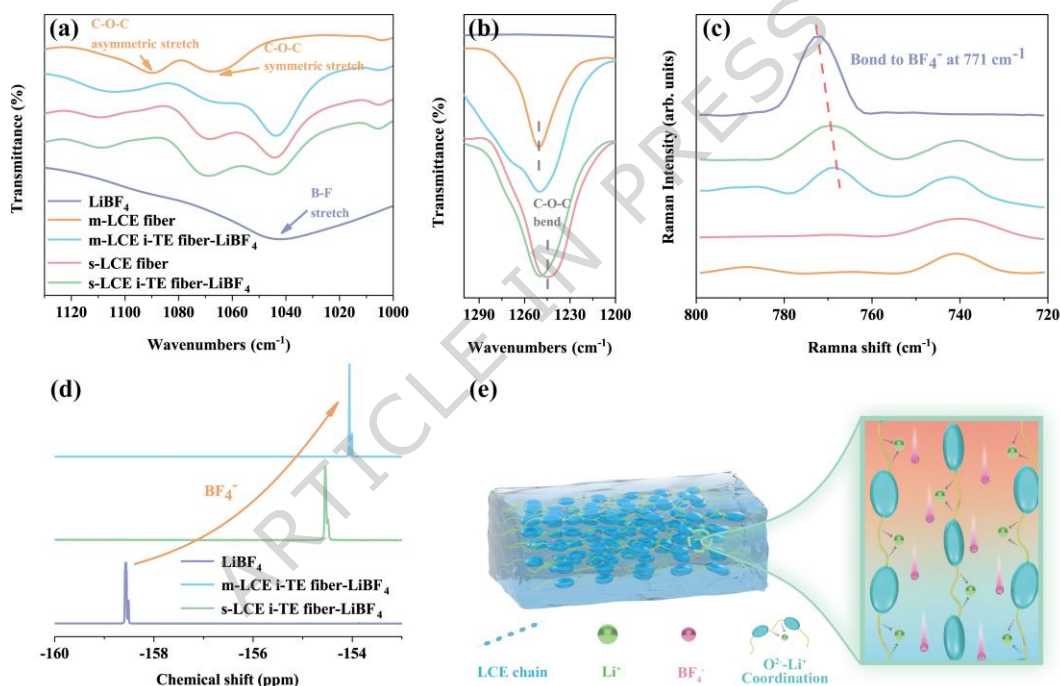 (a)
C-O-C
asymmetric stretch
C-O-C
symmetric stretch
B-F
stretch
LiBF₄
m-LCE fiber
m-LCE i-TE fiber-LiBF₄
s-LCE fiber
s-LCE i-TE fiber-LiBF₄
Transmittance (%)
1120 1100 1080 1060 1040 1020 1000
Wavenumbers (cm⁻¹)
(b)
C-O-C
bend
Transmittance (%)
1290 1260 1230 1200
Wavenumbers (cm⁻¹)
(c)
Bond to BF₄⁻ at 771 cm⁻¹
Raman Intensity (arb. units)
800 780 760 740 720
Ramna shift (cm⁻¹)
(d)
BF₄⁻
LiBF₄
m-LCE i-TE fiber-LiBF₄
s-LCE i-TE fiber-LiBF₄
-160 -158 -156 -154
Chemical shift (ppm)
(e)
LCE chain
Li⁺
BF₄⁻
O²⁻-Li⁺
Coordination
ARTICLE IN PRESS